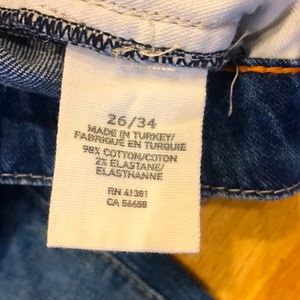 26/34
MADE IN TURKEY/
FABRIQUÉ EN TURQUIE
98% COTTON/COTON
2% ELASTANE/
ELASTHANNE
RN 41381
CA 56658